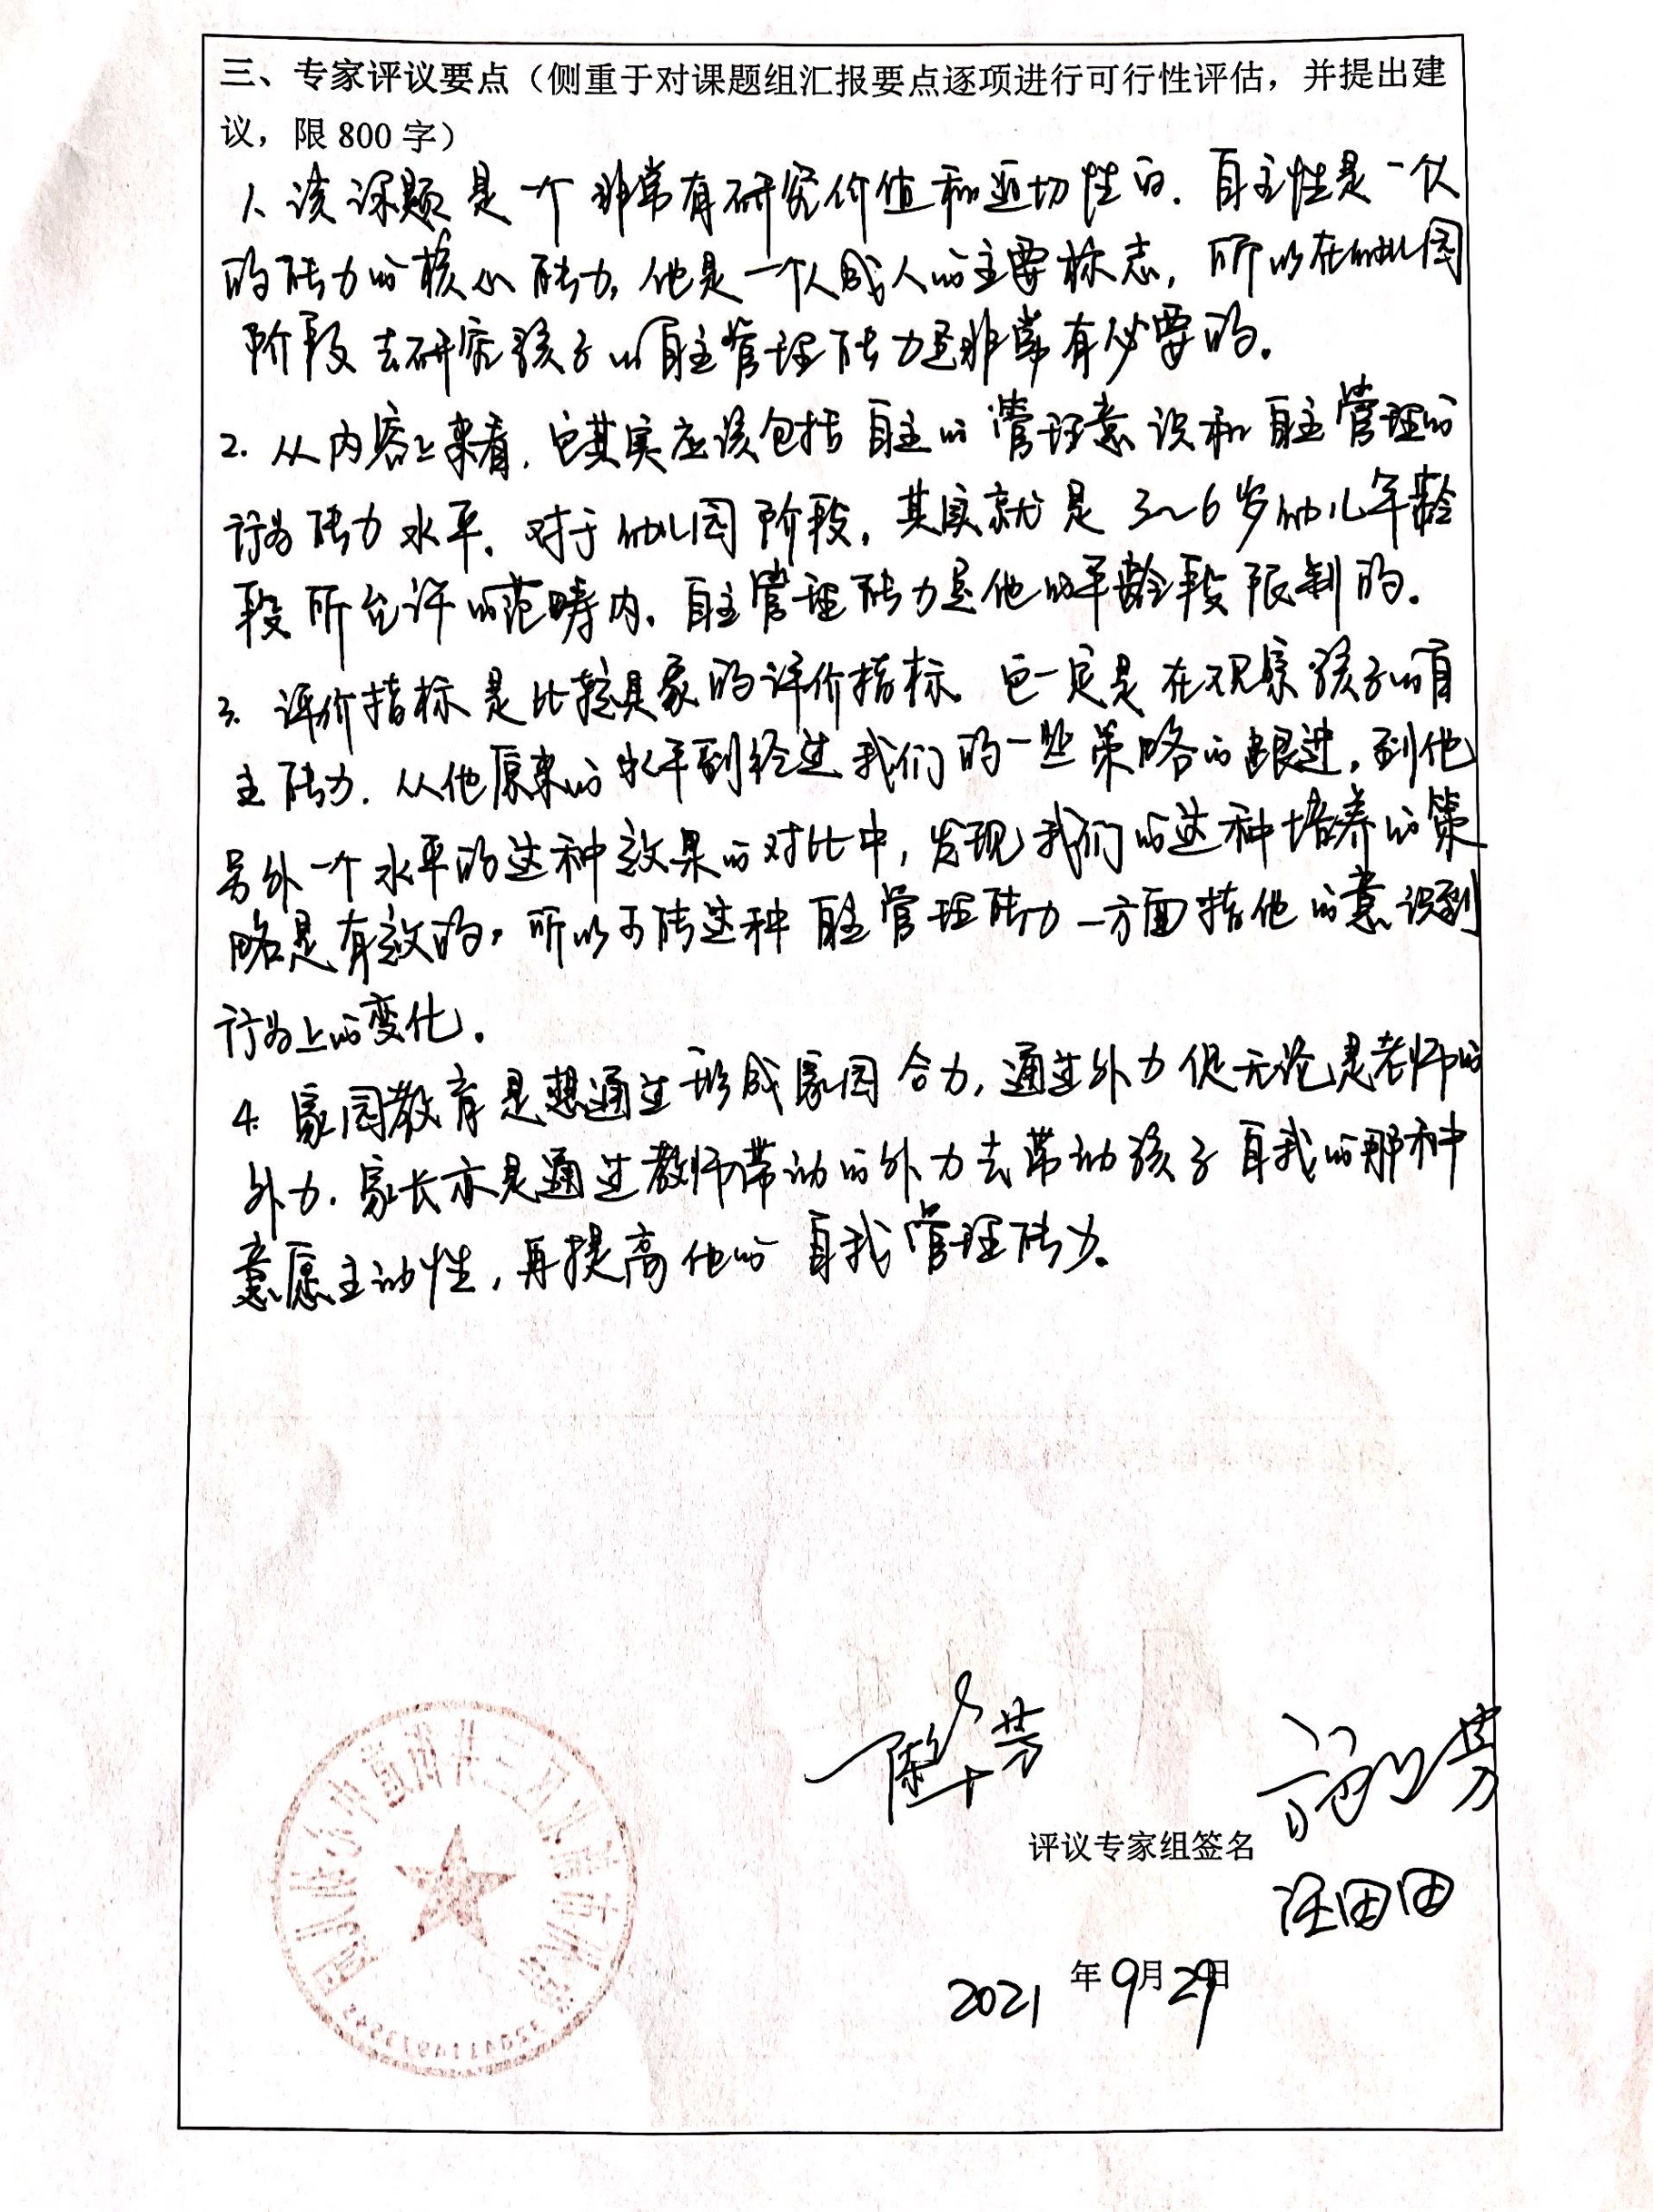 三、专家评议要点（侧重于对课题组汇报要点逐项进行可行性评估，并提出建
议，限 800 字）
1、该课题是一个非常有研究价值和迫切性的．自主性是一个人
的能力的核心能力，他是一个人成人的主要标志，所以在幼儿园
阶段去研究孩子的自主管理能力是非常有必要的。
2. 从内容上来看，它其实应该包括自主的管理意识和自主管理的
行为能力水平。对于幼儿园阶段，其实就是 3~6岁幼儿年龄
段所允许的范畴内。自主管理能力是他的年龄段限制的。
3. 评价指标是比较具象的评价指标。它一定是在观察孩子的自
主能力．从他原来的水平到经过我们的一些策略的跟进，到他
另外一个水平的这种效果的对比中，发现我们的这种培养的策
略是有效的，所以可能这种自主管理能力一方面指他的意识到
行为上的变化。
4. 家园教育是想通过形成家园合力，通过外力促无论是老师的
外力．家长亦是通过教师带动的外力去带动孩子自我的那种
意愿主动性，再提高他的自我管理能力。
评议专家组签名
汪田田
2021 年 9月29日